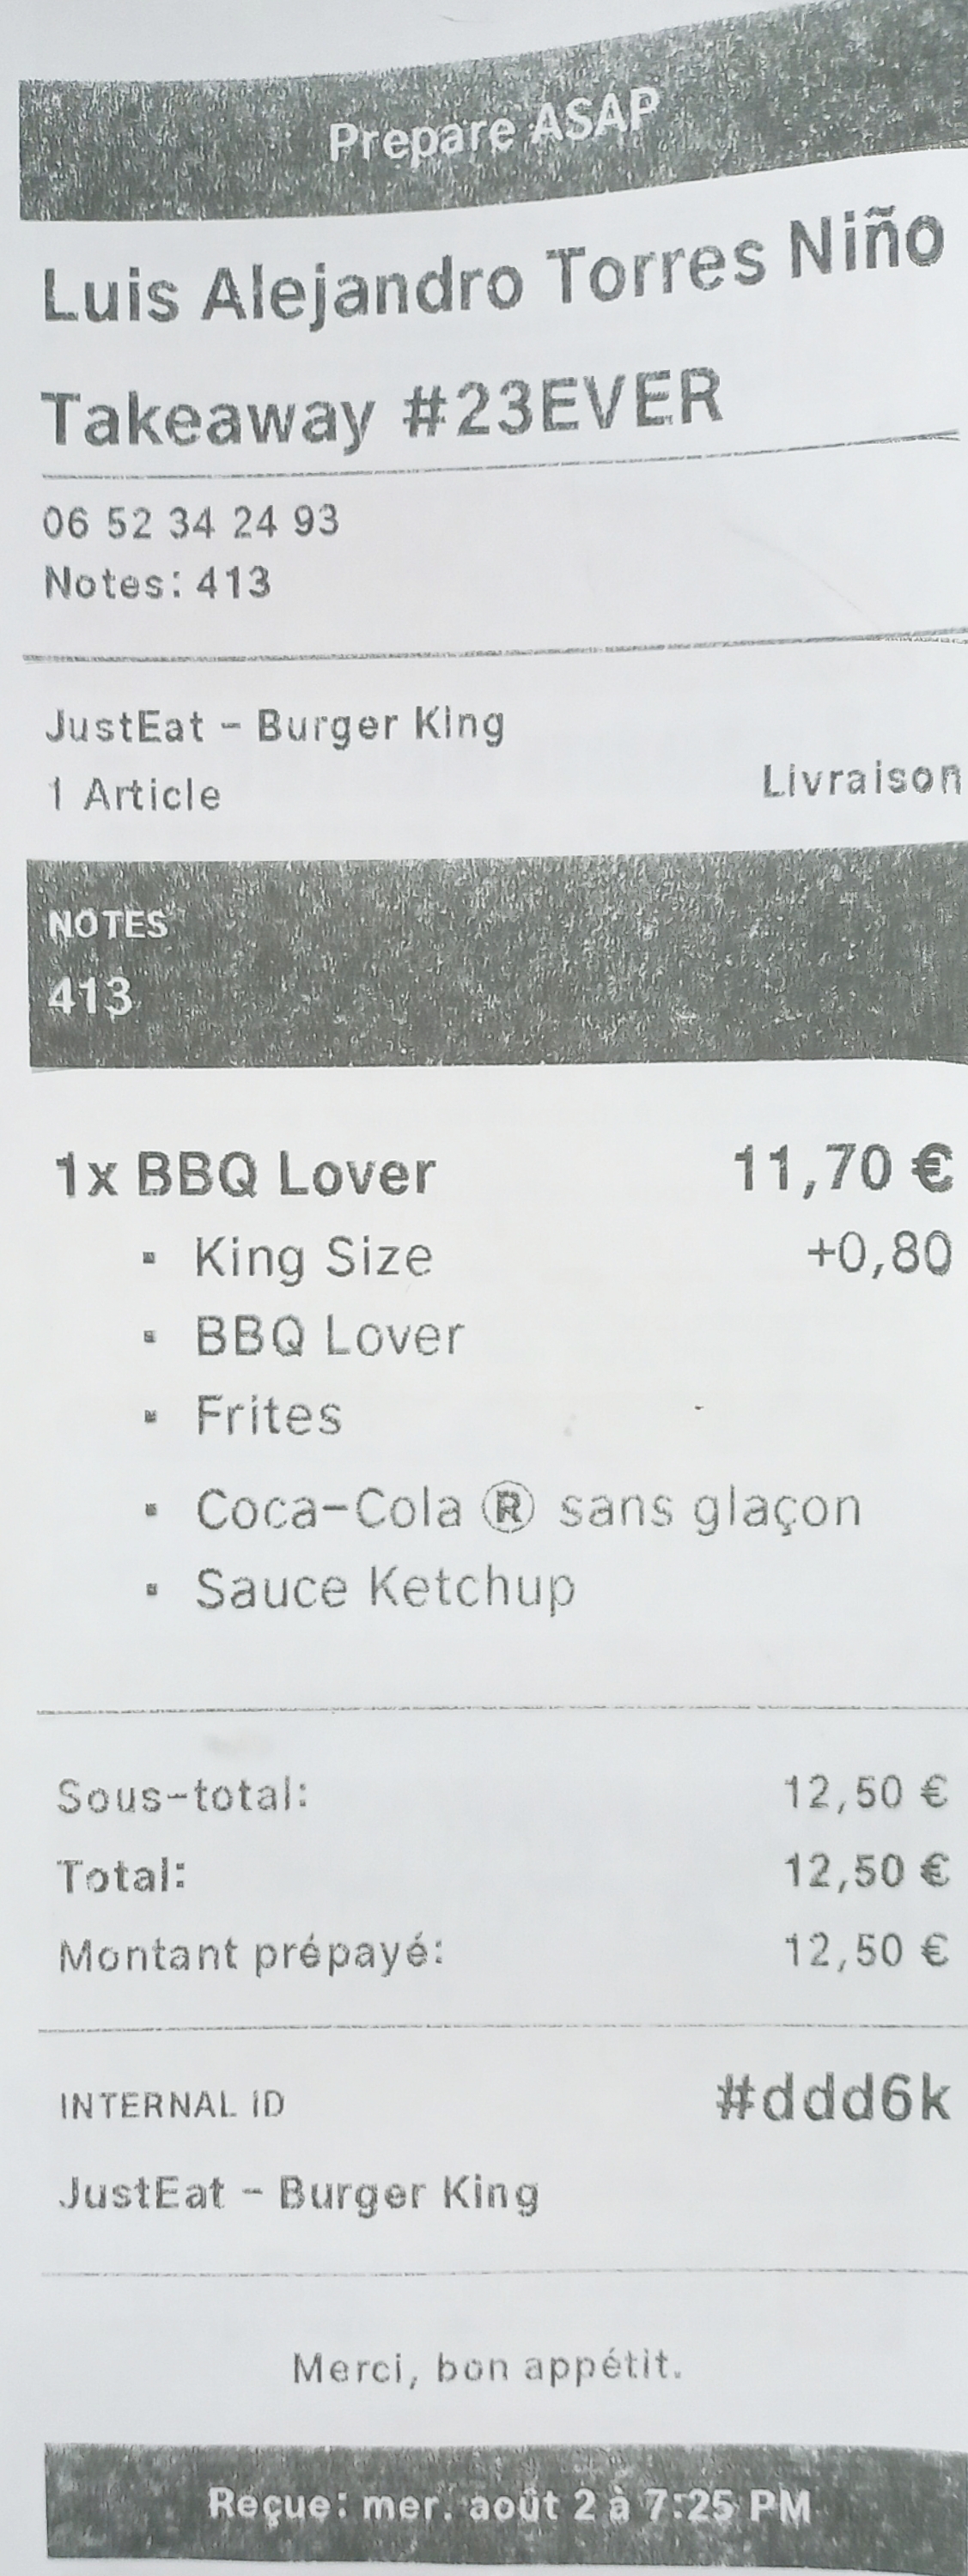 Prepare ASAP
Luis Alejandro Torres Niño
Takeaway #23EVER
06 52 34 24 93
Notes: 413
JustEat - Burger King
1 Article Livraison
NOTES
413
1x BBQ Lover 11,70 €
▪ King Size +0,80
▪ BBQ Lover
▪ Frites
▪ Coca-Cola ® sans glaçon
▪ Sauce Ketchup
Sous-total: 12,50 €
Total: 12,50 €
Montant prépayé: 12,50 €
INTERNAL ID #ddd6k
JustEat - Burger King
Merci, bon appétit.
Reçue: mer. août 2 à 7:25 PM